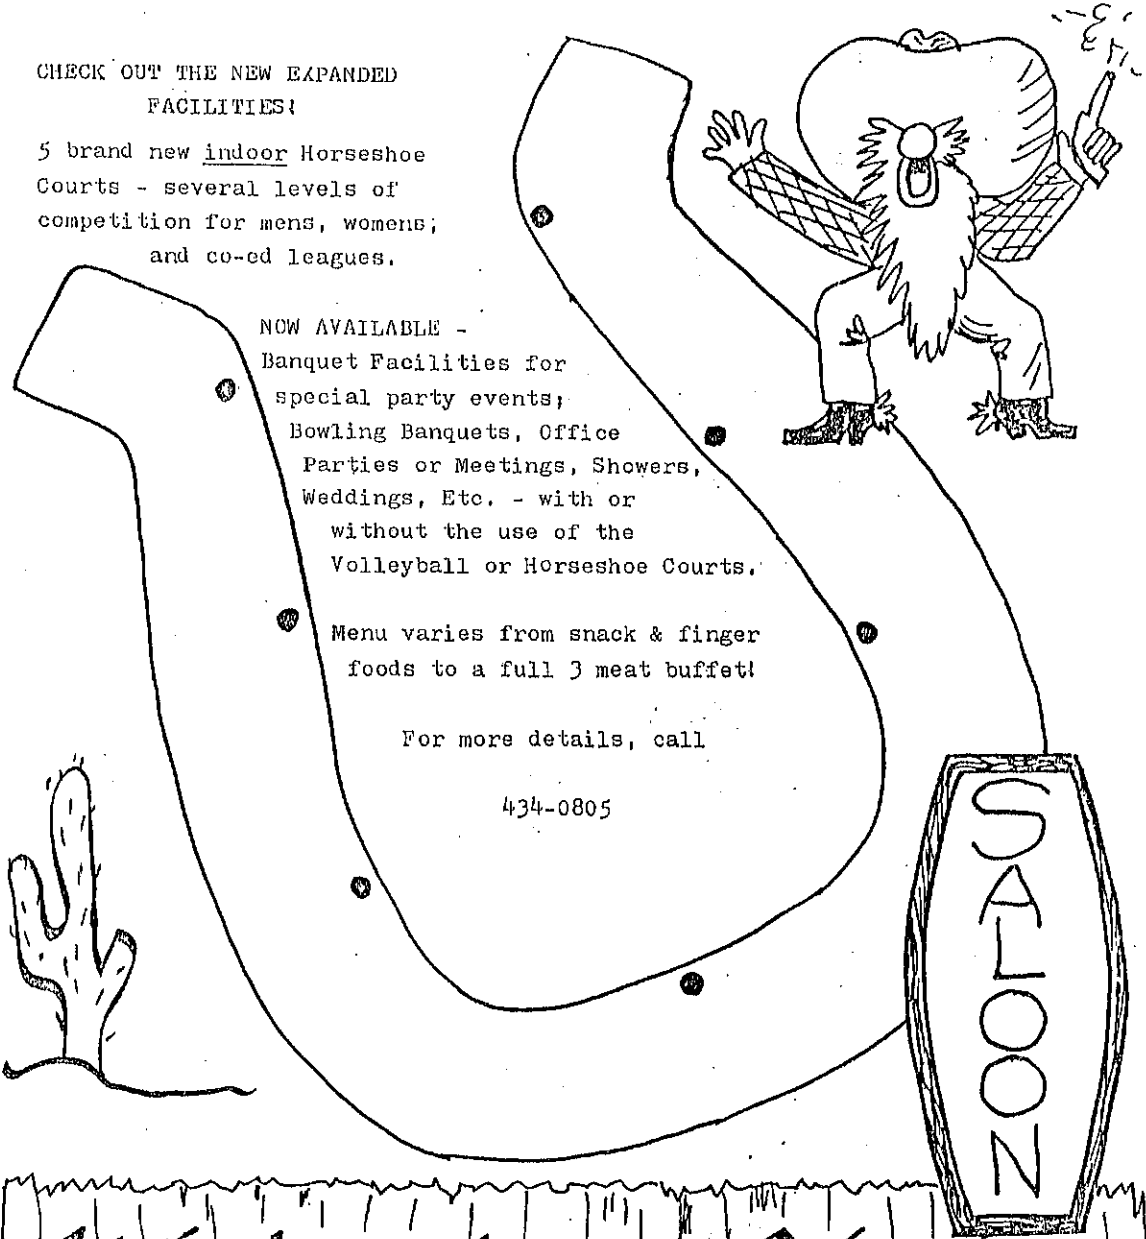 CHECK OUT THE NEW EXPANDED
FACILITIES!
5 brand new indoor Horseshoe
Courts - several levels of
competition for mens, womens,
and co-ed leagues.
NOW AVAILABLE -
Banquet Facilities for
special party events;
Bowling Banquets, Office
Parties or Meetings, Showers,
Weddings, Etc. - with or
without the use of the
Volleyball or Horseshoe Courts.
Menu varies from snack & finger
foods to a full 3 meat buffet!
For more details, call
434-0805
SALOON